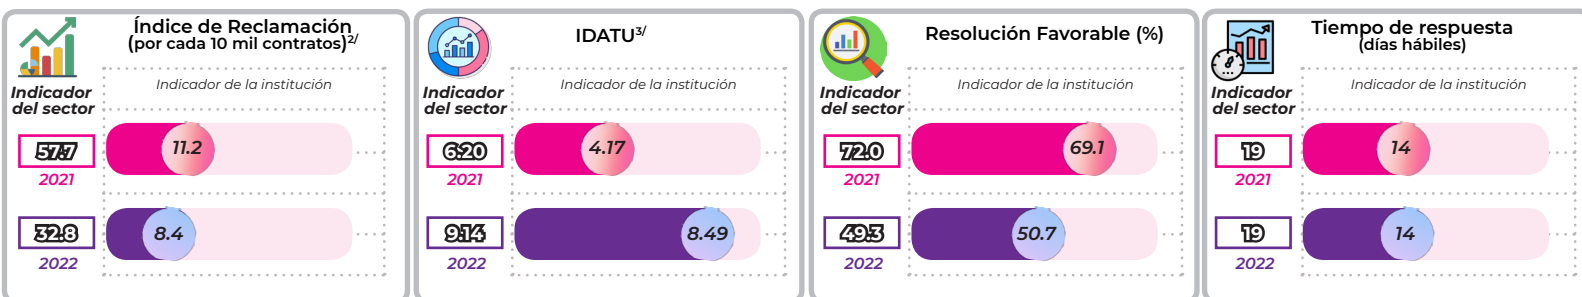 Índice de Reclamación
(por cada 10 mil contratos)2/
Indicador de la institución
Indicador
del sector
57.7
2021
11.2
32.8
2022
8.4
IDATU3/
Indicador de la institución
Indicador
del sector
6.20
2021
4.17
9.14
2022
8.49
Resolución Favorable (%)
Indicador de la institución
Indicador
del sector
72.0
2021
69.1
49.3
2022
50.7
Tiempo de respuesta
(días hábiles)
Indicador de la institución
Indicador
del sector
19
2021
14
19
2022
14